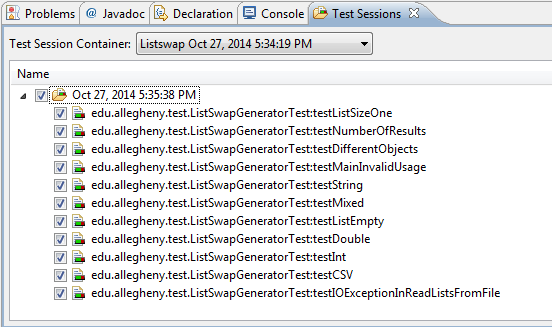 Problems @ Javadoc Declaration Console Test Sessions
Test Session Container: Listswap Oct 27, 2014 5:34:19 PM
Name
Oct 27, 2014 5:35:38 PM
edu.allegheny.test.ListSwapGeneratorTest:testListSizeOne
edu.allegheny.test.ListSwapGeneratorTest:testNumberOfResults
edu.allegheny.test.ListSwapGeneratorTest:testDifferentObjects
edu.allegheny.test.ListSwapGeneratorTest:testMainInvalidUsage
edu.allegheny.test.ListSwapGeneratorTest:testString
edu.allegheny.test.ListSwapGeneratorTest:testMixed
edu.allegheny.test.ListSwapGeneratorTest:testListEmpty
edu.allegheny.test.ListSwapGeneratorTest:testDouble
edu.allegheny.test.ListSwapGeneratorTest:testInt
edu.allegheny.test.ListSwapGeneratorTest:testCSV
edu.allegheny.test.ListSwapGeneratorTest:testIOExceptionInReadListsFromFile